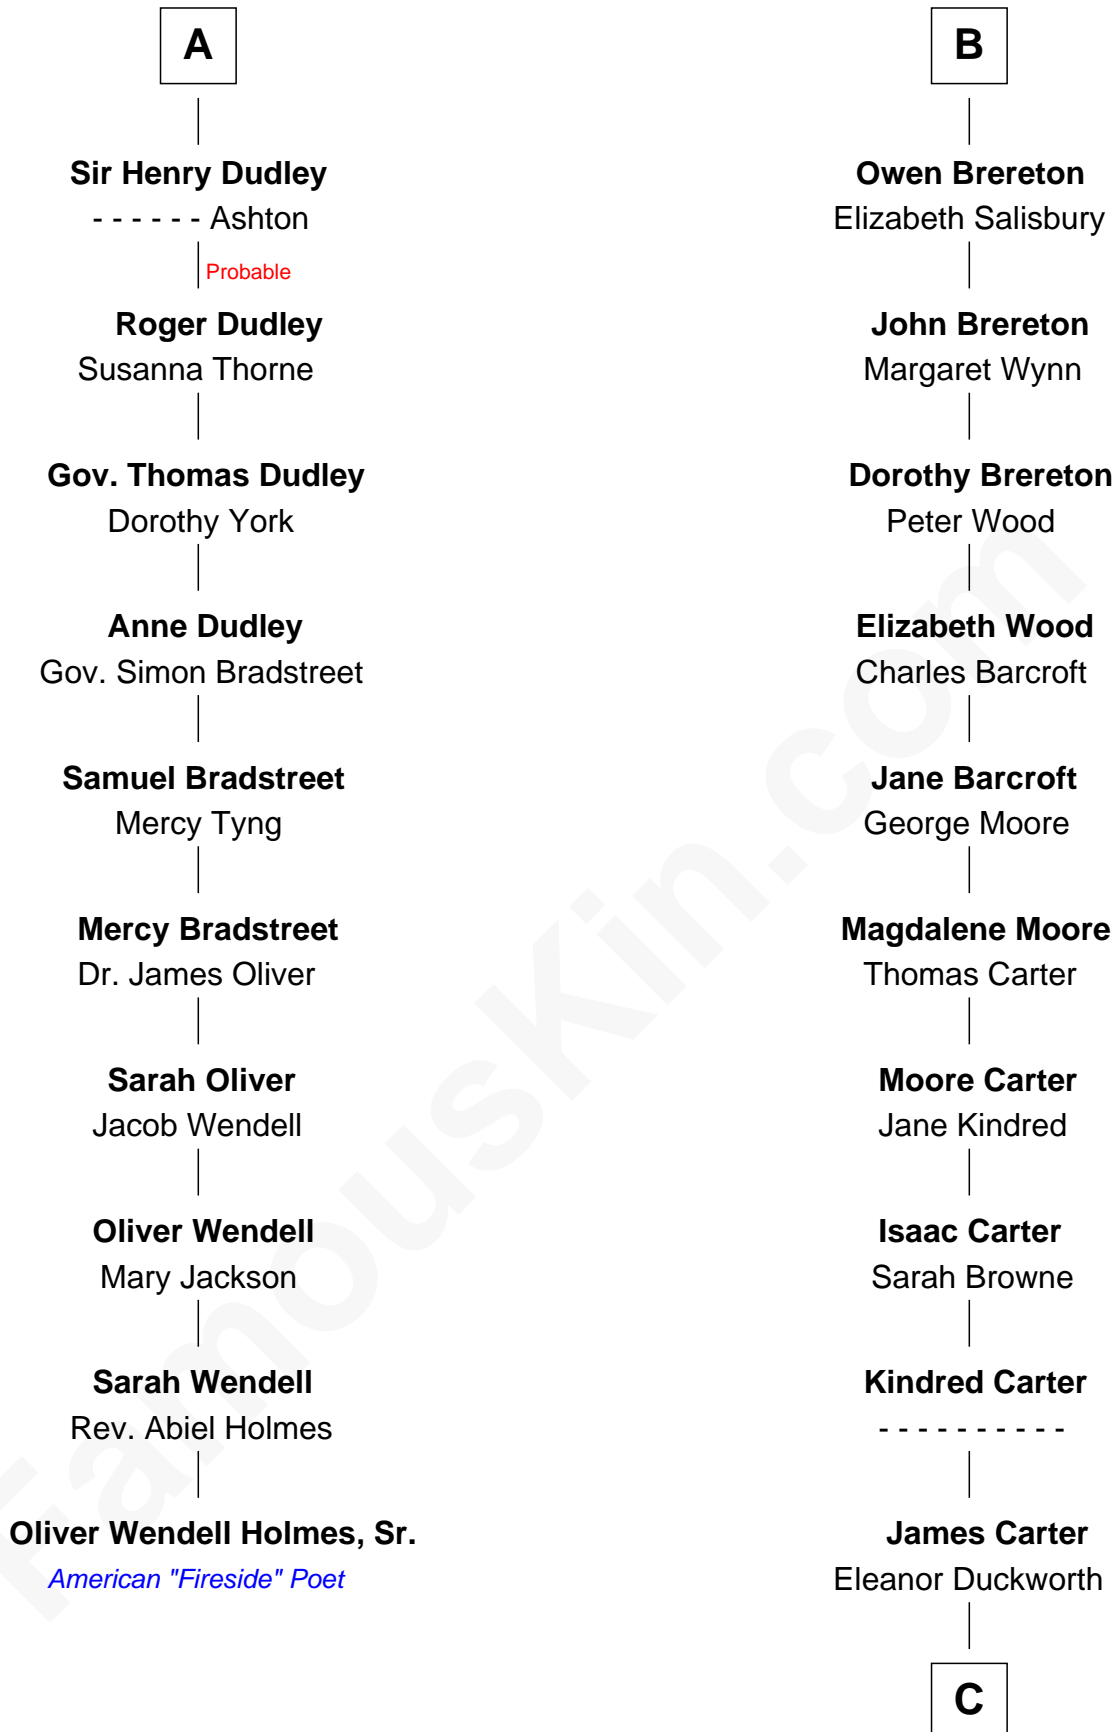 A
Sir Henry Dudley
- - - - - - Ashton
Probable
Roger Dudley
Susanna Thorne
Gov. Thomas Dudley
Dorothy York
Anne Dudley
Gov. Simon Bradstreet
Samuel Bradstreet
Mercy Tyng
Mercy Bradstreet
Dr. James Oliver
Sarah Oliver
Jacob Wendell
Oliver Wendell
Mary Jackson
Sarah Wendell
Rev. Abiel Holmes
Oliver Wendell Holmes, Sr.
American "Fireside" Poet
B
Owen Brereton
Elizabeth Salisbury
John Brereton
Margaret Wynn
Dorothy Brereton
Peter Wood
Elizabeth Wood
Charles Barcroft
Jane Barcroft
George Moore
Magdalene Moore
Thomas Carter
Moore Carter
Jane Kindred
Isaac Carter
Sarah Browne
Kindred Carter
- - - - - - - - - -
James Carter
Eleanor Duckworth
C
FamousKin.com